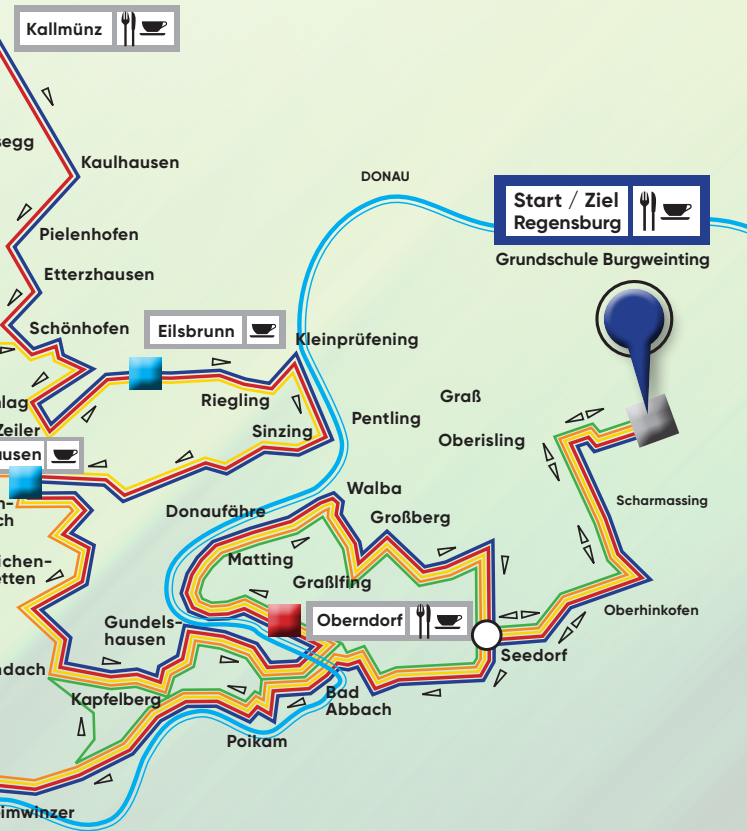 Kallmünz
segg
Kaulhausen
DONAU
Start / Ziel
Regensburg
Grundschule Burgweinting
Pielenhofen
Etterzhausen
Schönhofen
Eilsbrunn
Kleinprüfening
Graß
Riegling
Pentling
lag
Sinzing
Oberisling
Zeiler
ausen
Walba
Scharmassing
Donaufähre
Großberg
ch
Matting
ichen-
etten
Graßlfing
Oberhinkofen
Gundels-
hausen
Oberndorf
Seedorf
ndach
Kapfelberg
Bad
Abbach
Poikam
imwinzer